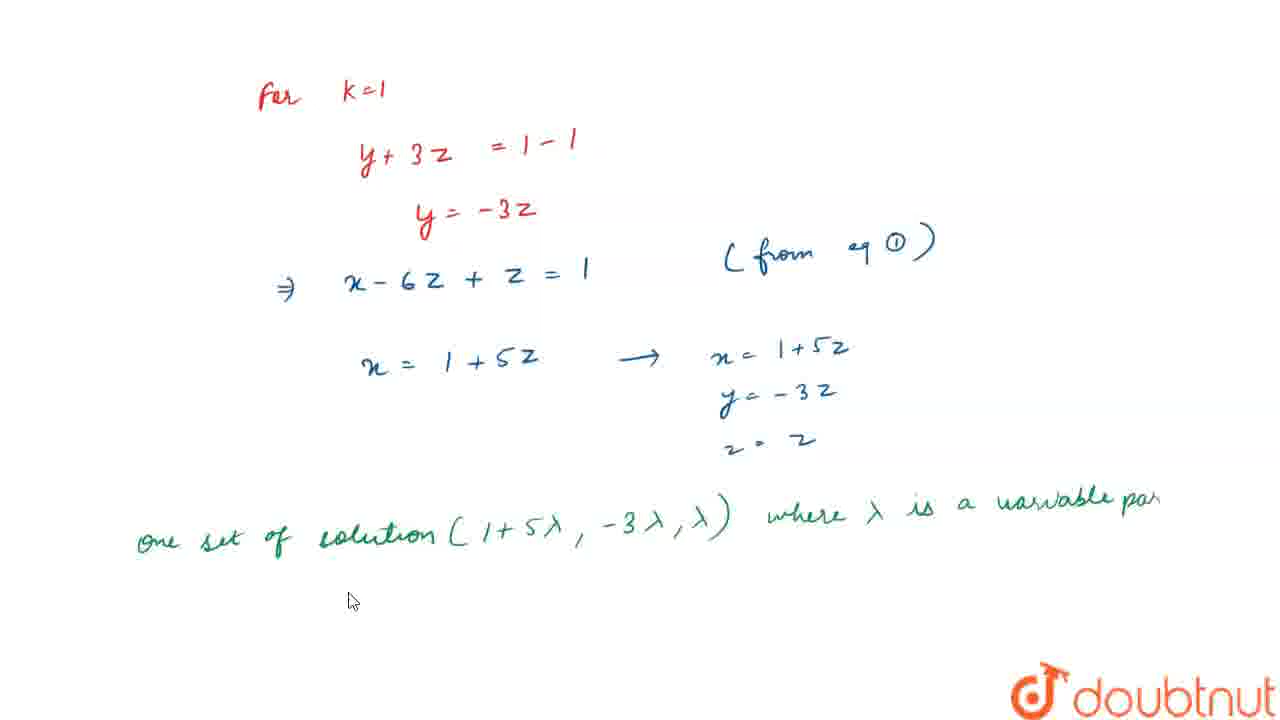 For k=1
y + 3z = 1 - 1
y = -3z
⇒ x - 6z + z = 1 (from eq ①)
x = 1 + 5z → x = 1 + 5z
y = -3z
z = z
one set of solution (1+5λ, -3λ, λ) where λ is a variable par
doubtnut